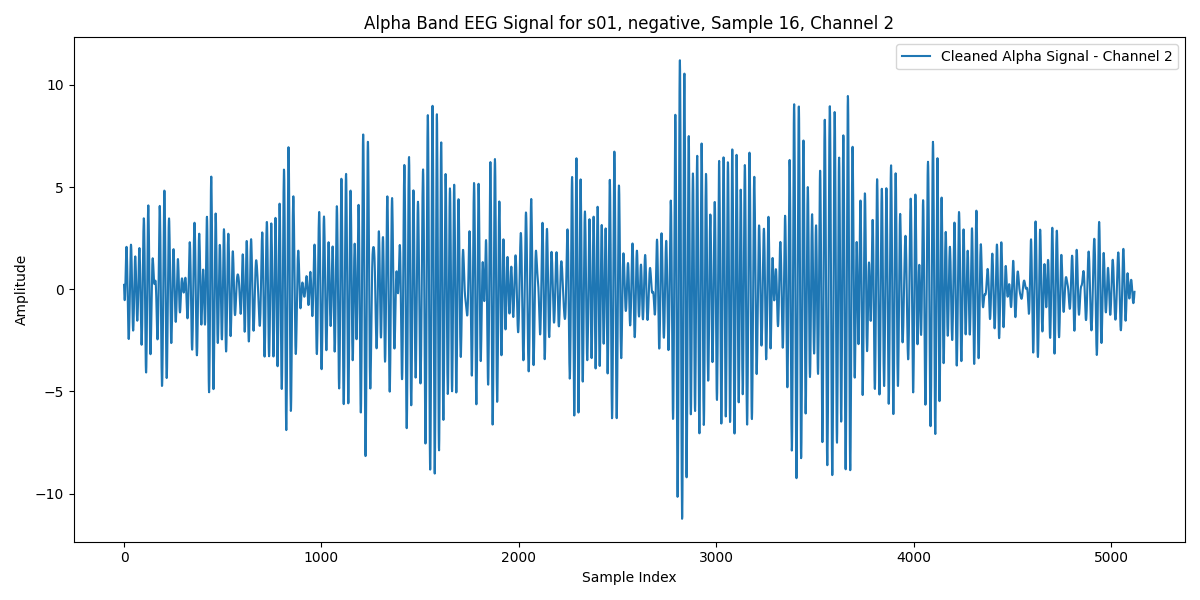 Alpha Band EEG Signal for s01, negative, Sample 16, Channel 2
Cleaned Alpha Signal - Channel 2
Amplitude
10
5
0
−5
−10
0 1000 2000 3000 4000 5000
Sample Index